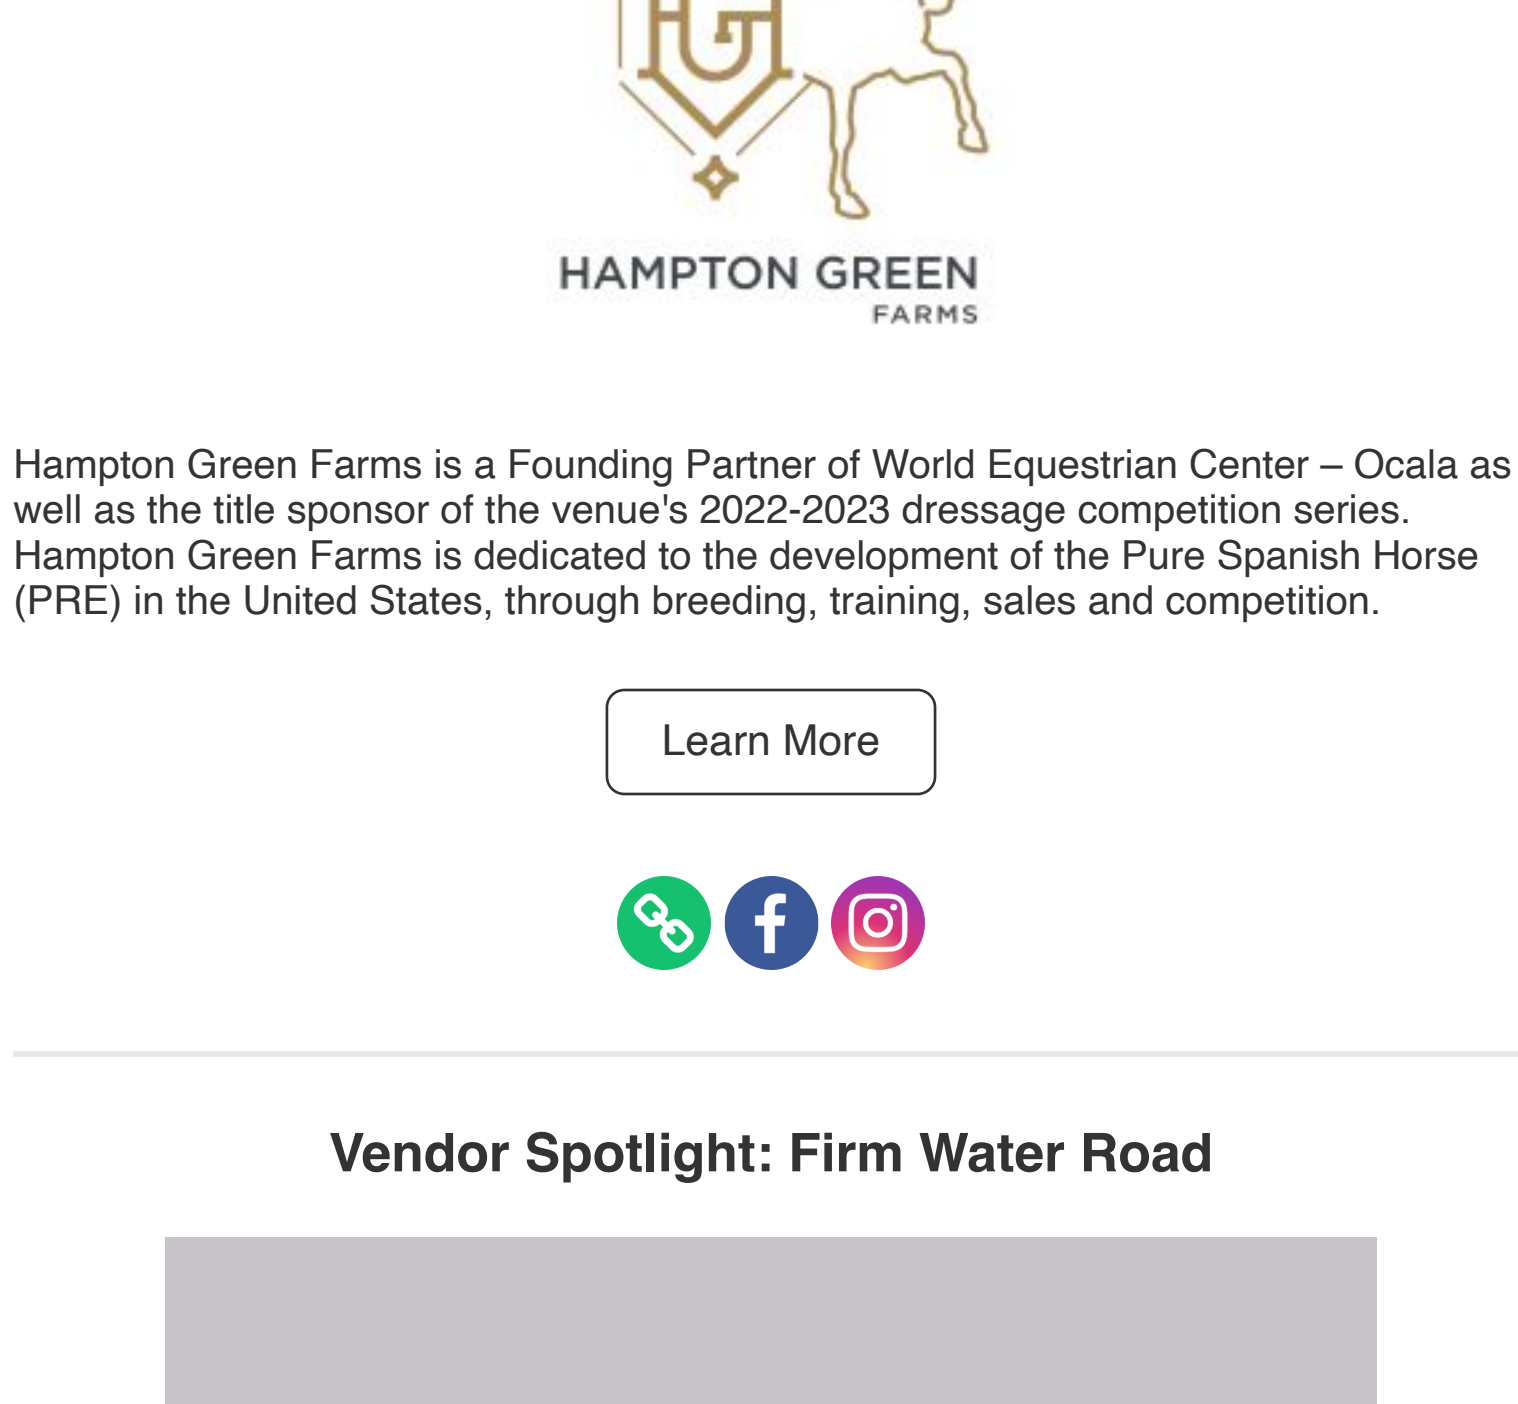 HAMPTON GREEN
FARMS
Hampton Green Farms is a Founding Partner of World Equestrian Center – Ocala as
well as the title sponsor of the venue's 2022-2023 dressage competition series.
Hampton Green Farms is dedicated to the development of the Pure Spanish Horse
(PRE) in the United States, through breeding, training, sales and competition.
Learn More
Vendor Spotlight: Firm Water Road